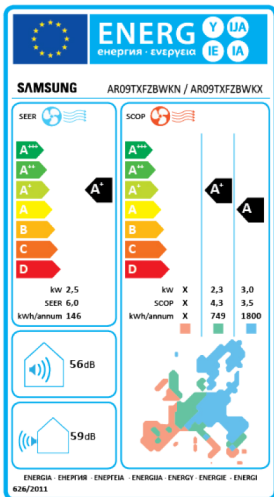 ENERG Y IJA
енергия · ενεργεια IE IA
SAMSUNG AR09TXFZBWKN / AR09TXFZBWKX
SEER SCOP
A+++ A+++
A++ A++
A+ A+ A+ A+
A A A
B B
C C
D D
kW 2,5 kW X 2,3 3,0
SEER 6,0 SCOP X 4,3 3,5
kWh/annum 146 kWh/annum X 749 1800
56dB
59dB
ENERGIA · ЕНЕРГИЯ · ΕΝΕΡΓΕΙΑ · ENERGIJA · ENERGY · ENERGIE · ENERGI
626/2011